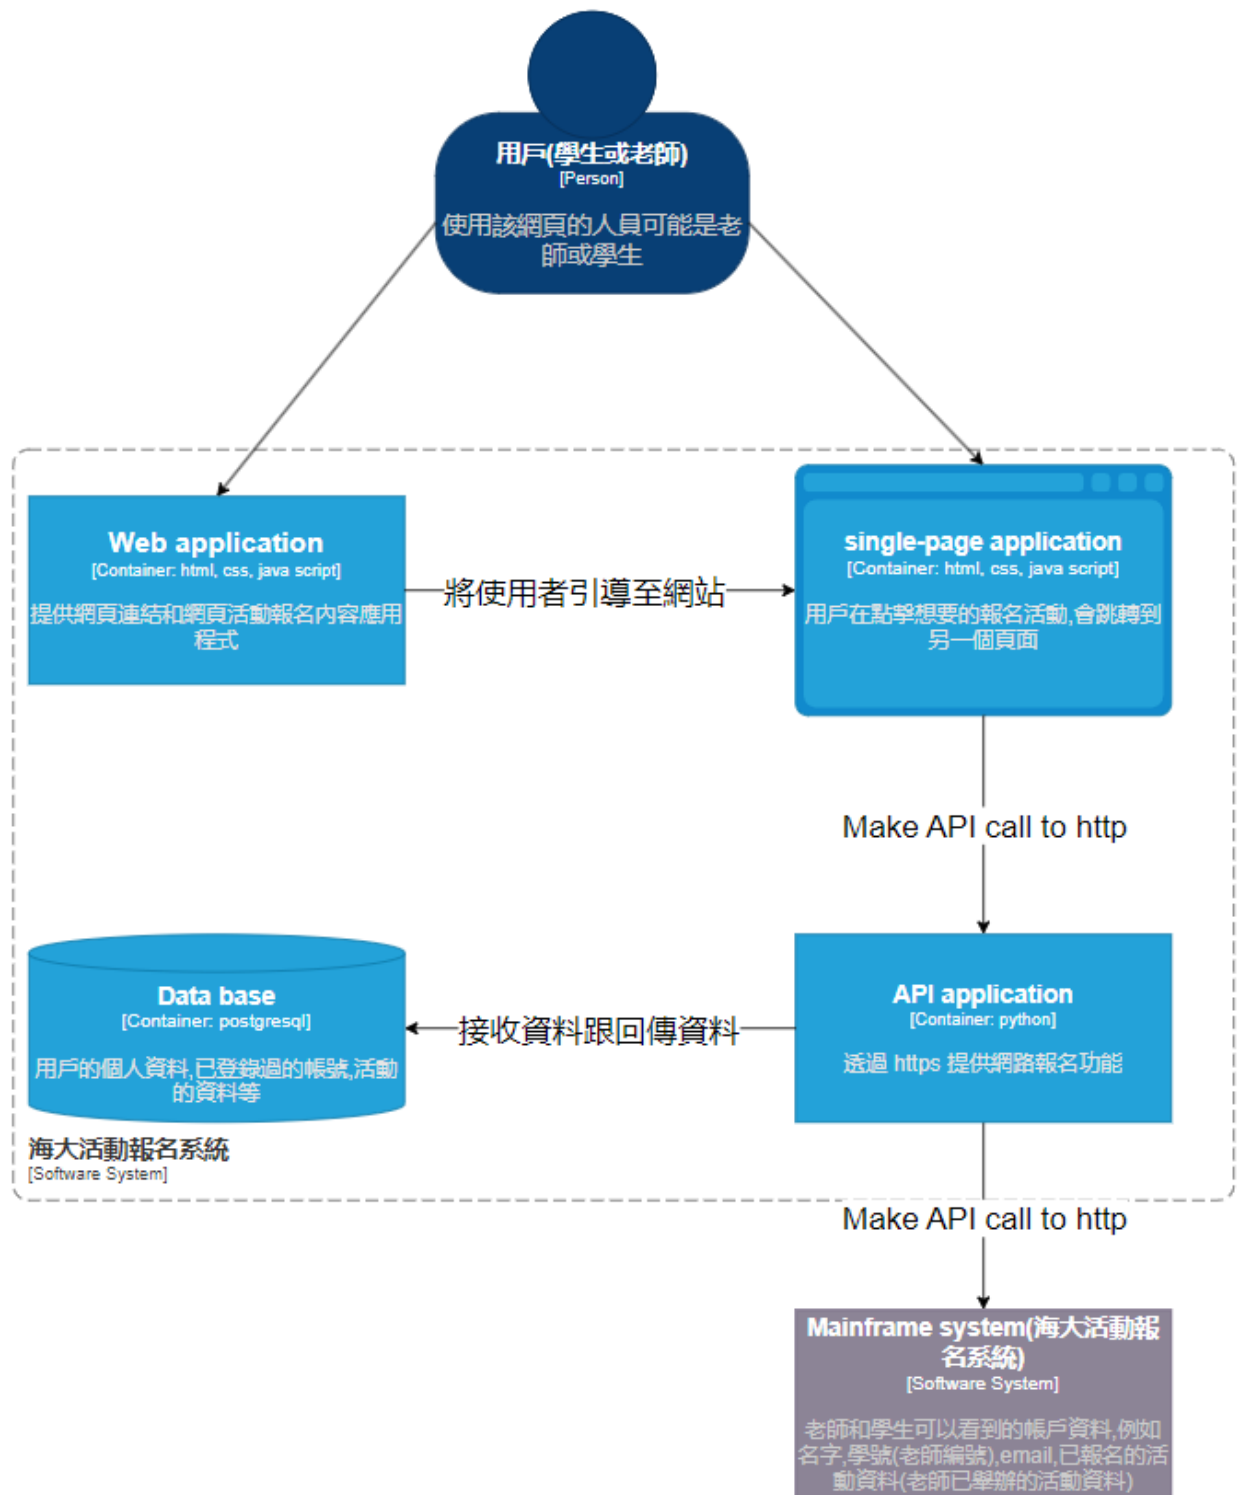 用戶(學生或老師)
[Person]
使用該網頁的人員可能是老
師或學生
Web application
[Container: html, css, java script]
提供網頁連結和網頁活動報名內容應用
程式
將使用者引導至網站
single-page application
[Container: html, css, java script]
用戶在點擊想要的報名活動,會跳轉到
另一個頁面
Make API call to http
Data base
[Container: postgresql]
用戶的個人資料,已登錄過的帳號,活動
的資料等
接收資料跟回傳資料
API application
[Container: python]
透過 https 提供網路報名功能
海大活動報名系統
[Software System]
Make API call to http
Mainframe system(海大活動報
名系統)
[Software System]
老師和學生可以看到的帳戶資料,例如
名字,學號(老師編號),email,已報名的活
動資料(老師已舉辦的活動資料)